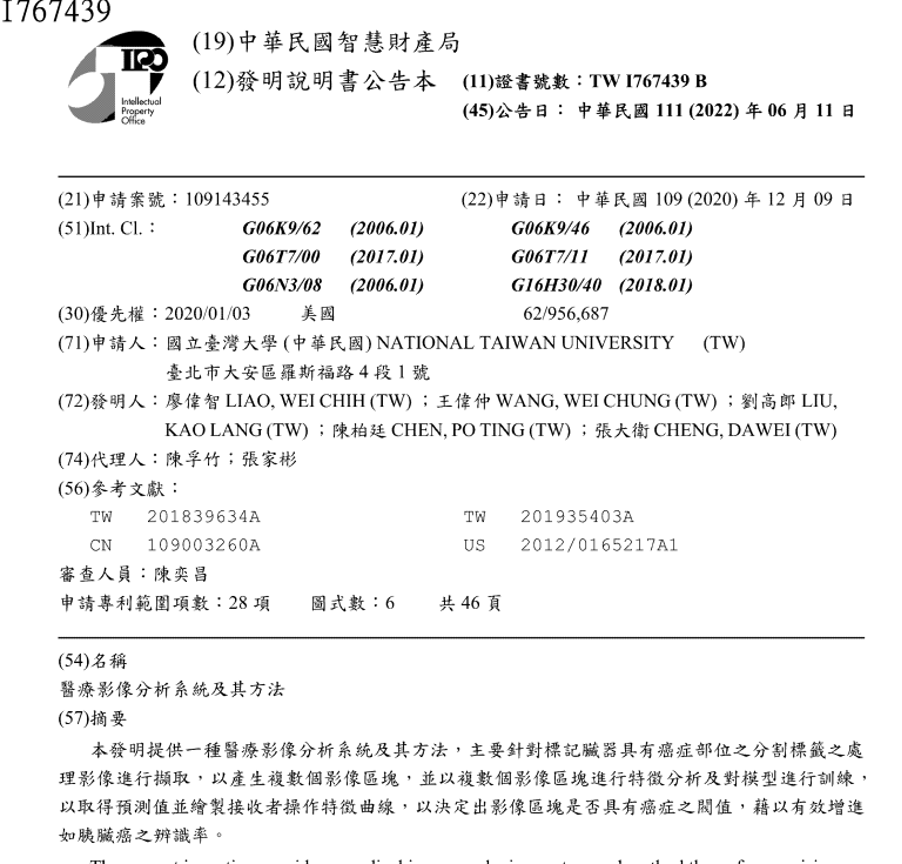 I767439
(19)中華民國智慧財產局
(12)發明說明書公告本 (11)證書號數：TW I767439 B
(45)公告日： 中華民國 111 (2022) 年 06 月 11 日
IPO
Intellectual
Property
Office
(21)申請案號：109143455 (22)申請日： 中華民國 109 (2020) 年 12 月 09 日
(51)Int. Cl.： G06K9/62 (2006.01) G06K9/46 (2006.01)
G06T7/00 (2017.01) G06T7/11 (2017.01)
G06N3/08 (2006.01) G16H30/40 (2018.01)
(30)優先權：2020/01/03 美國 62/956,687
(71)申請人：國立臺灣大學 (中華民國) NATIONAL TAIWAN UNIVERSITY (TW)
臺北市大安區羅斯福路 4 段 1 號
(72)發明人：廖偉智 LIAO, WEI CHIH (TW) ；王偉仲 WANG, WEI CHUNG (TW) ；劉高郎 LIU,
KAO LANG (TW) ；陳柏廷 CHEN, PO TING (TW) ；張大衛 CHENG, DAWEI (TW)
(74)代理人：陳孚竹；張家彬
(56)參考文獻：
TW 201839634A TW 201935403A
CN 109003260A US 2012/0165217A1
審查人員：陳奕昌
申請專利範圍項數：28 項 圖式數：6 共 46 頁
(54)名稱
醫療影像分析系統及其方法
(57)摘要
本發明提供一種醫療影像分析系統及其方法，主要針對標記臟器具有癌症部位之分割標籤之處
理影像進行擷取，以產生複數個影像區塊，並以複數個影像區塊進行特徵分析及對模型進行訓練，
以取得預測值並繪製接收者操作特徵曲線，以決定出影像區塊是否具有癌症之閥值，藉以有效增進
如胰臟癌之辨識率。